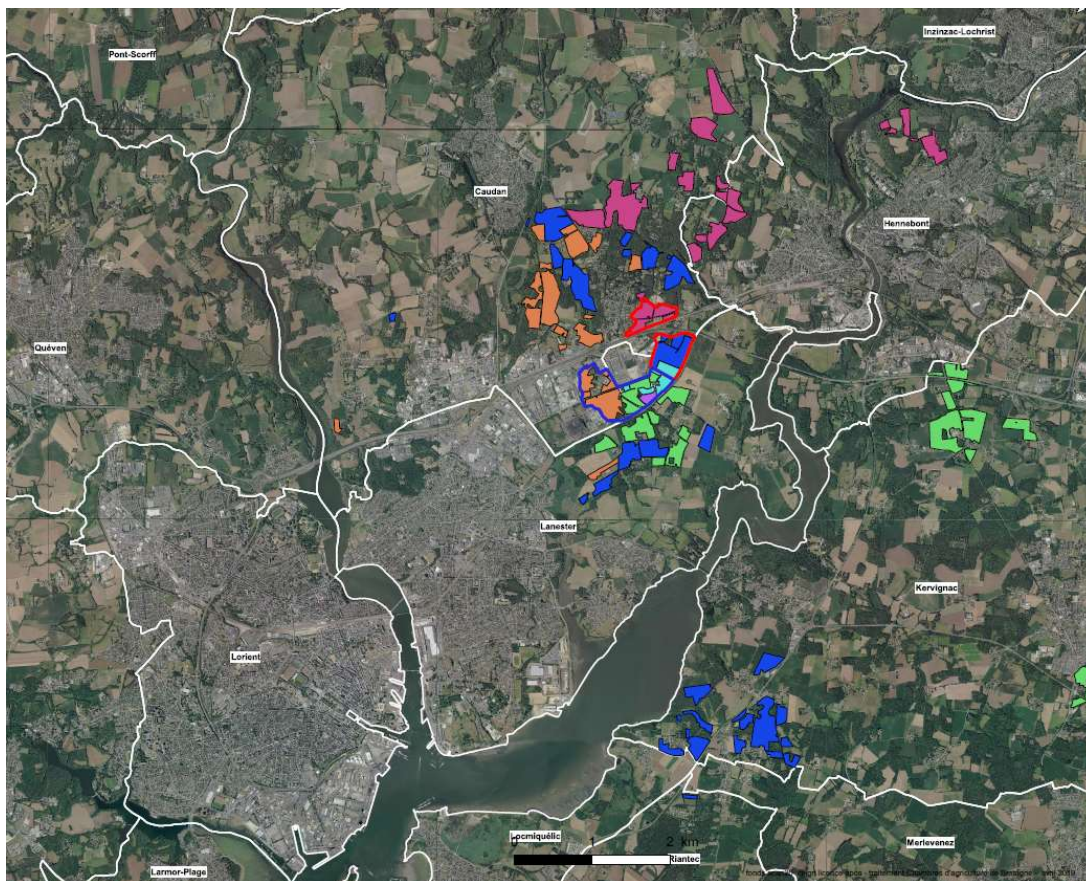 Pont-Scorff
Inzinzac-Lochrist
Caudan
Hennebont
Quéven
Lanester
Kervignac
Lorient
Locmiquélic
0 1 2 km
Riantec
Merlevenez
Larmor-Plage